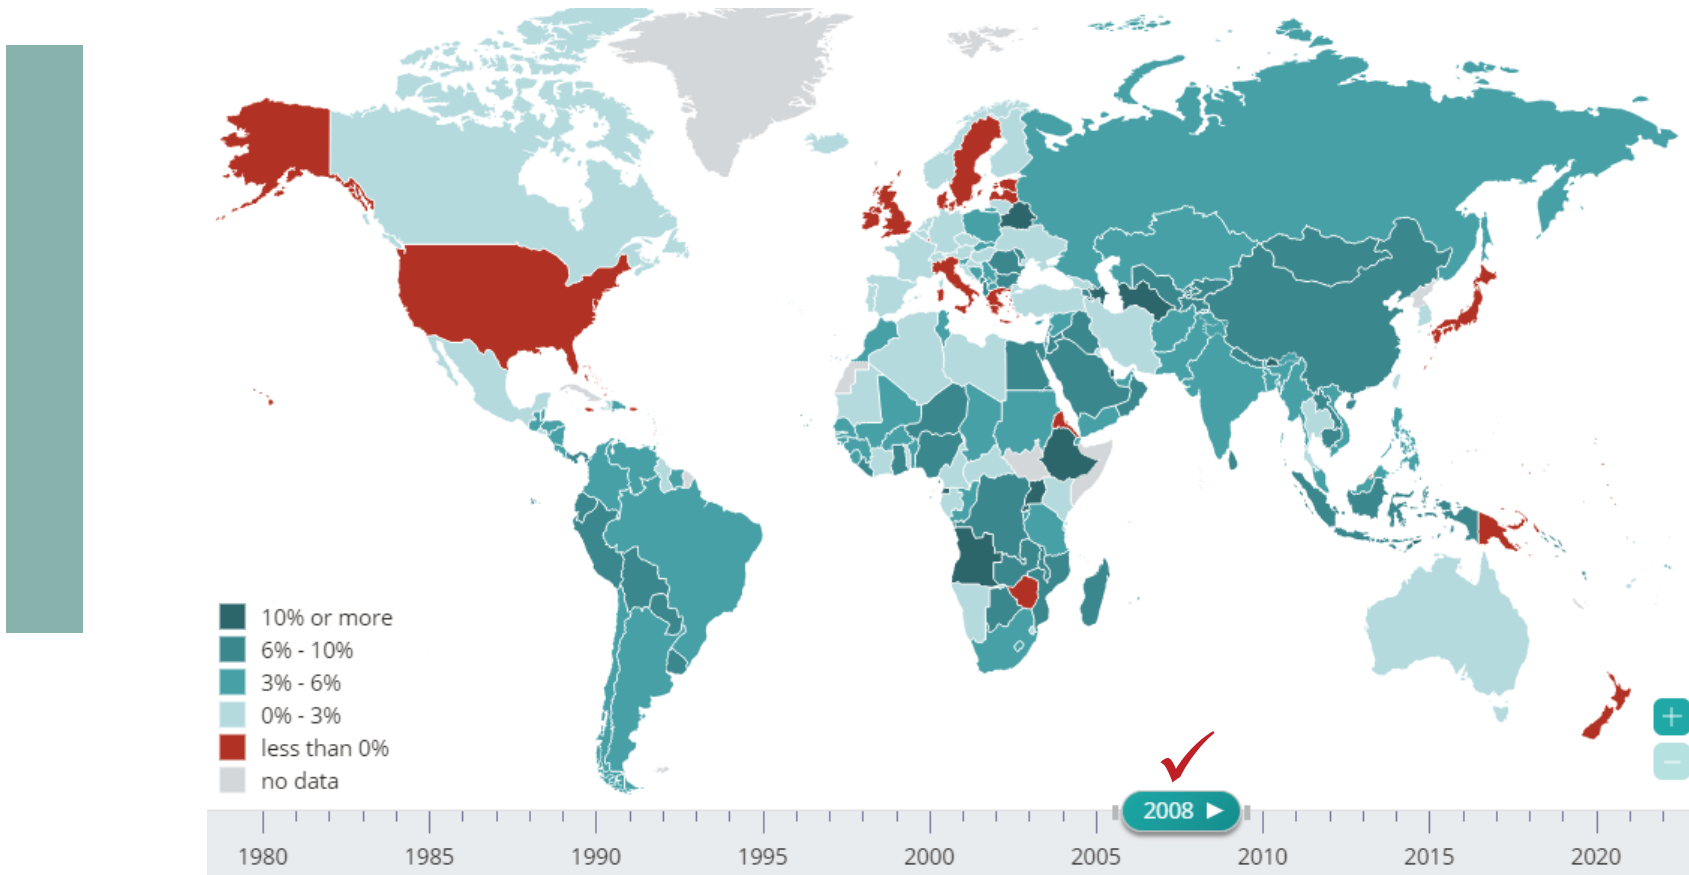 10% or more
6% - 10%
3% - 6%
0% - 3%
less than 0%
no data
2008
1980 1985 1990 1995 2000 2005 2010 2015 2020